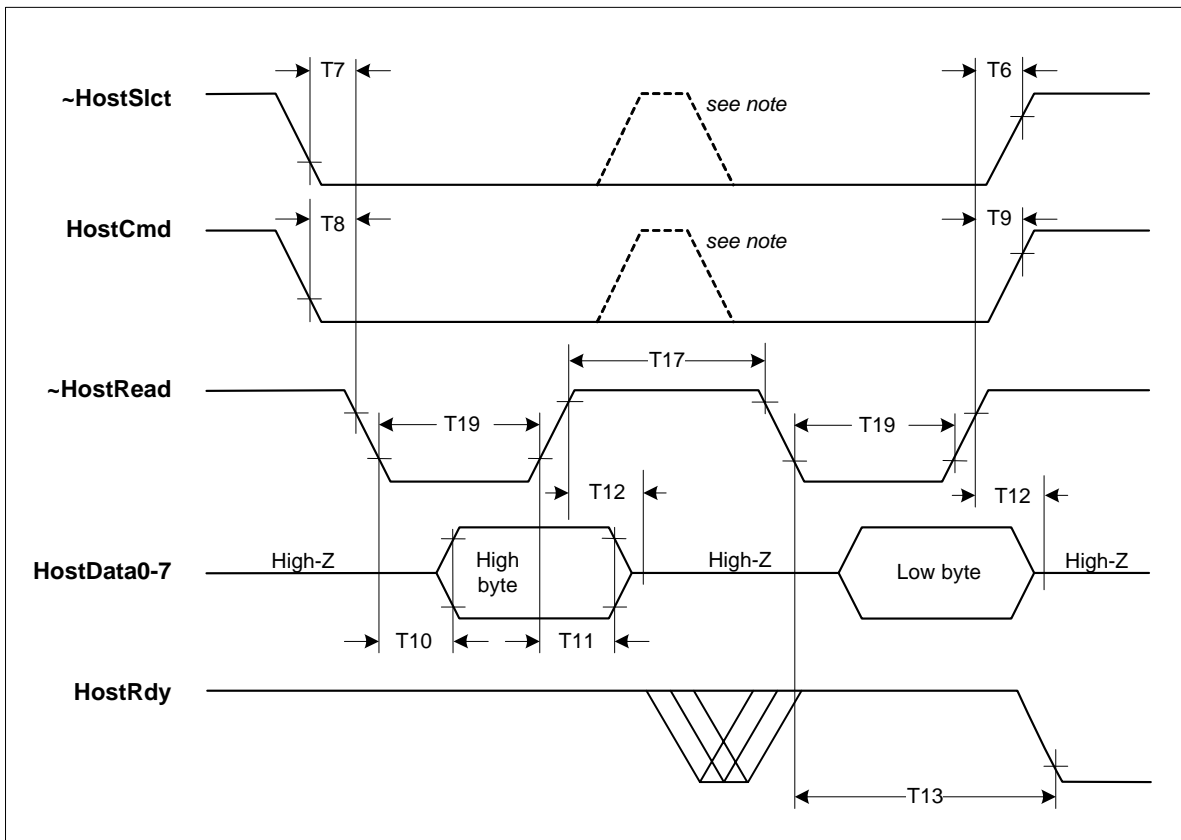 T7
T6
~HostSlct
see note
T8
T9
HostCmd
see note
T17
~HostRead
T19
T19
T12
T12
High-Z
High
byte
High-Z
Low byte
High-Z
HostData0-7
T10
T11
HostRdy
T13